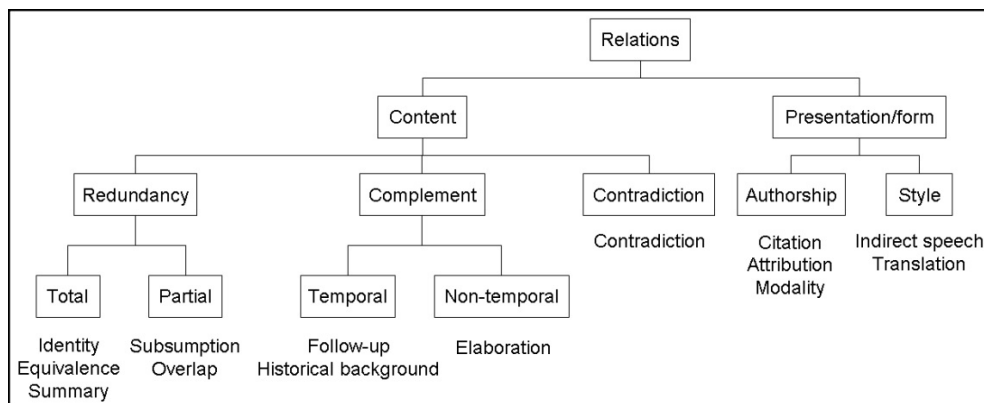 Relations
Content
Presentation/form
Redundancy
Complement
Contradiction
Authorship
Style
Contradiction
Citation
Attribution
Modality
Indirect speech
Translation
Total
Partial
Temporal
Non-temporal
Identity
Equivalence
Summary
Subsumption
Overlap
Follow-up
Historical background
Elaboration